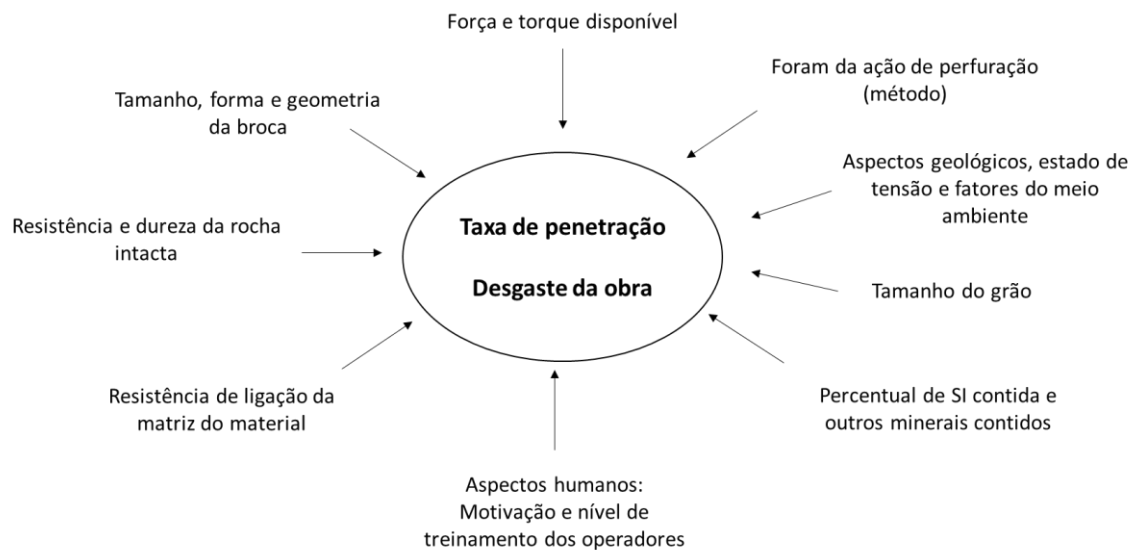 Força e torque disponível
Foram da ação de perfuração
(método)
Tamanho, forma e geometria
da broca
Aspectos geológicos, estado de
tensão e fatores do meio
ambiente
Taxa de penetração
Resistência e dureza da rocha
intacta
Desgaste da obra
Tamanho do grão
Resistência de ligação da
matriz do material
Percentual de SI contida e
outros minerais contidos
Aspectos humanos:
Motivação e nível de
treinamento dos operadores